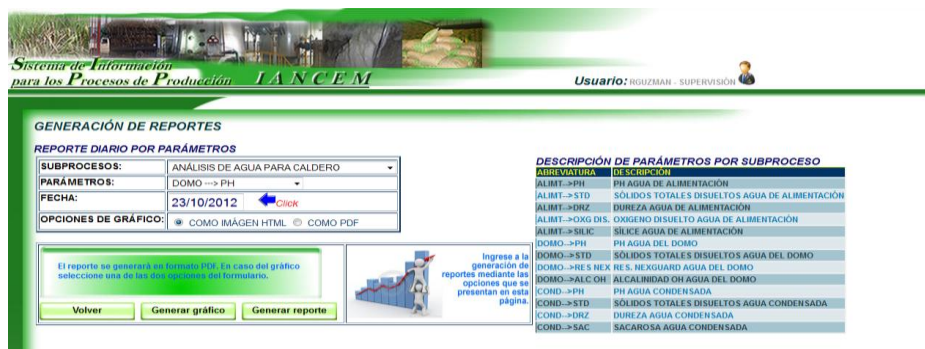 Sistema de Información
para los Procesos de Producción IANCEM
Usuario: RGUZMAN - SUPERVISIÓN
GENERACIÓN DE REPORTES
REPORTE DIARIO POR PARÁMETROS
SUBPROCESOS: ANÁLISIS DE AGUA PARA CALDERO
PARÁMETROS: DOMO ---> PH
FECHA: 23/10/2012 Click
OPCIONES DE GRÁFICO: COMO IMÀGEN HTML COMO PDF
El reporte se generará en formato PDF. En caso del gráfico
seleccione una de las dos opciones del formulario.
Volver Generar gráfico Generar reporte
Ingrese a la
generación de
reportes mediante las
opciones que se
presentan en esta
página.
DESCRIPCIÓN DE PARÁMETROS POR SUBPROCESO
ABREVIATURA DESCRIPCIÓN
ALIMT-->PH PH AGUA DE ALIMENTACIÓN
ALIMT-->STD SÓLIDOS TOTALES DISUELTOS AGUA DE ALIMENTACIÓN
ALIMT-->DRZ DUREZA AGUA DE ALIMENTACIÓN
ALIMT-->OXG DIS. OXIGENO DISUELTO AGUA DE ALIMENTACIÓN
ALIMT-->SILIC SÍLICE AGUA DE ALIMENTACIÓN
DOMO-->PH PH AGUA DEL DOMO
DOMO-->STD SÓLIDOS TOTALES DISUELTOS AGUA DEL DOMO
DOMO-->RES NEX RES. NEXGUARD AGUA DEL DOMO
DOMO-->ALC OH ALCALINIDAD OH AGUA DEL DOMO
COND-->PH PH AGUA CONDENSADA
COND-->STD SÓLIDOS TOTALES DISUELTOS AGUA CONDENSADA
COND-->DRZ DUREZA AGUA CONDENSADA
COND-->SAC SACAROSA AGUA CONDENSADA